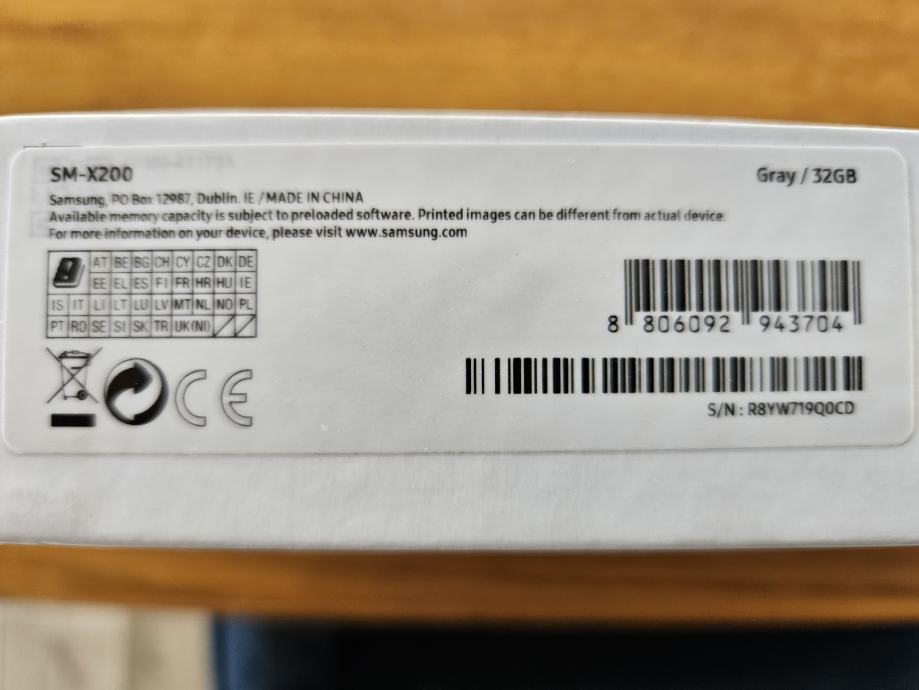 SM-X200
Gray / 32GB
Samsung, PO Box 12987, Dublin. IE / MADE IN CHINA
Available memory capacity is subject to preloaded software. Printed images can be different from actual device.
For more information on your device, please visit www.samsung.com
AT BE BG CH CY CZ DK DE
EE EL ES FI FR HR HU IE
IS IT LI LT LU LV MT NL NO PL
PT RO SE SI SK TR UK(NI)
8 806092 943704
CE
S/N : R8YW719Q0CD